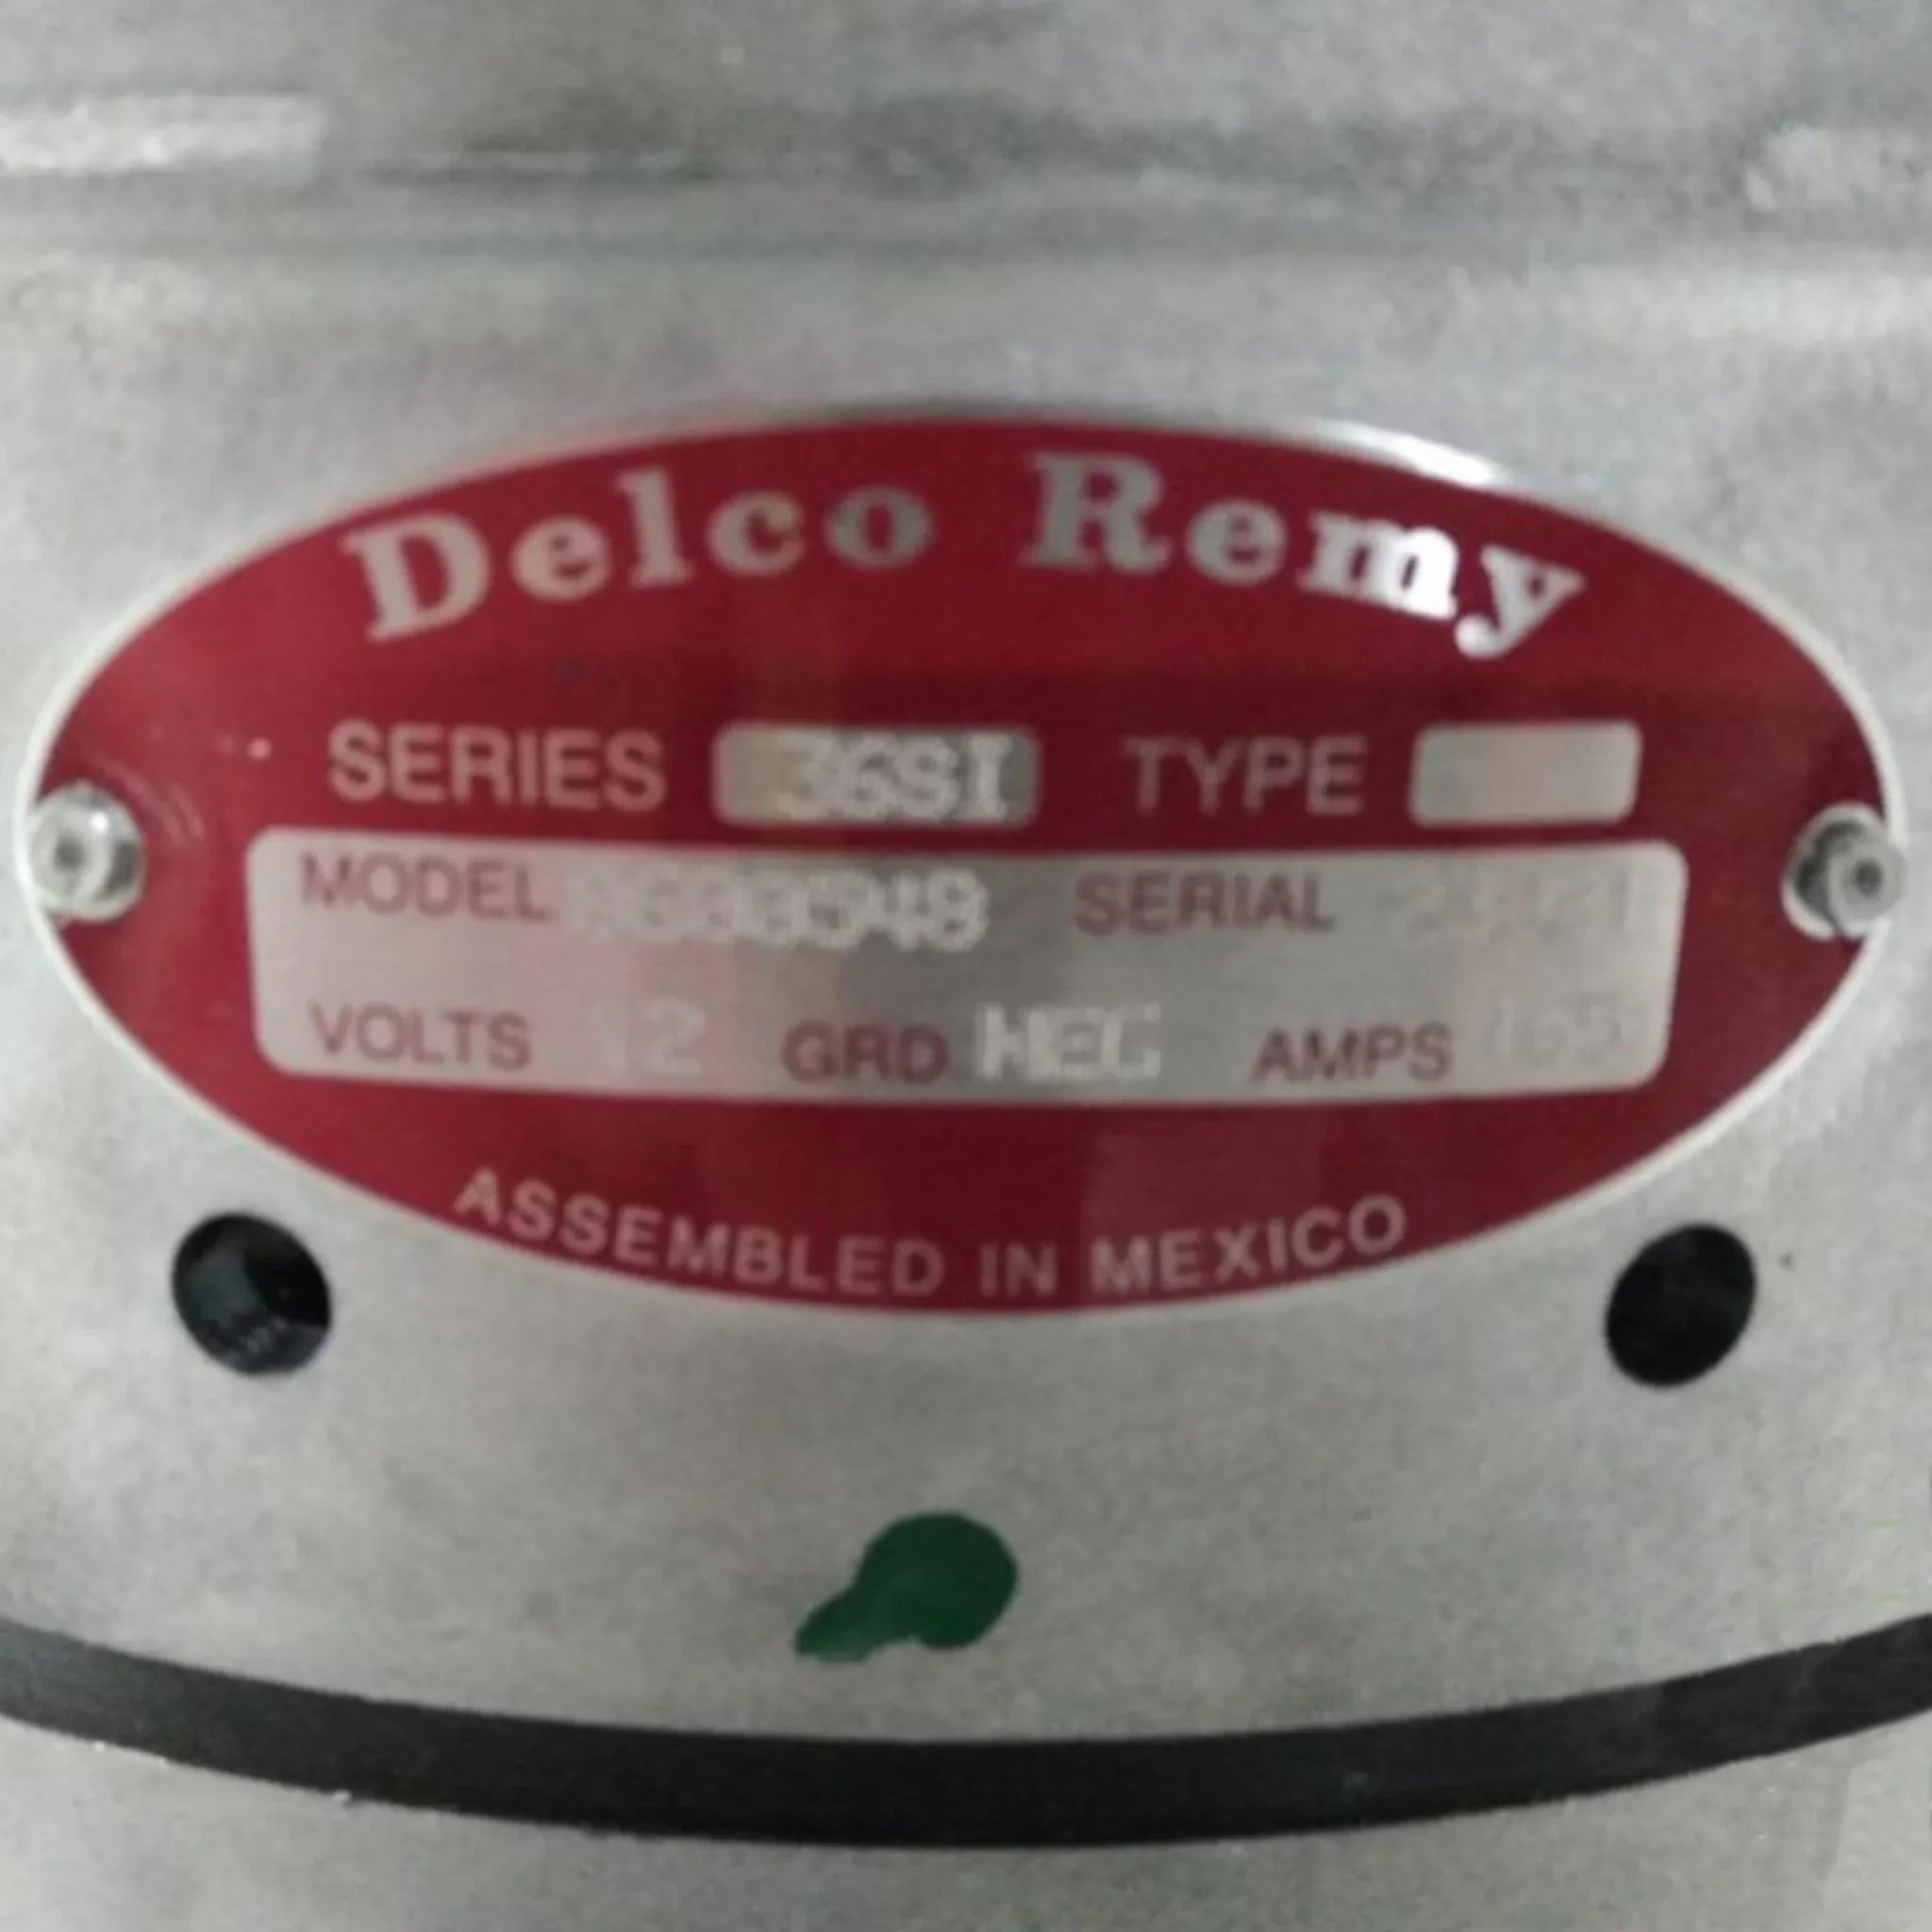 Delco Remy
SERIES 36SI TYPE
MODEL SERIAL
VOLTS 12 GRD NEG AMPS
ASSEMBLED IN MEXICO